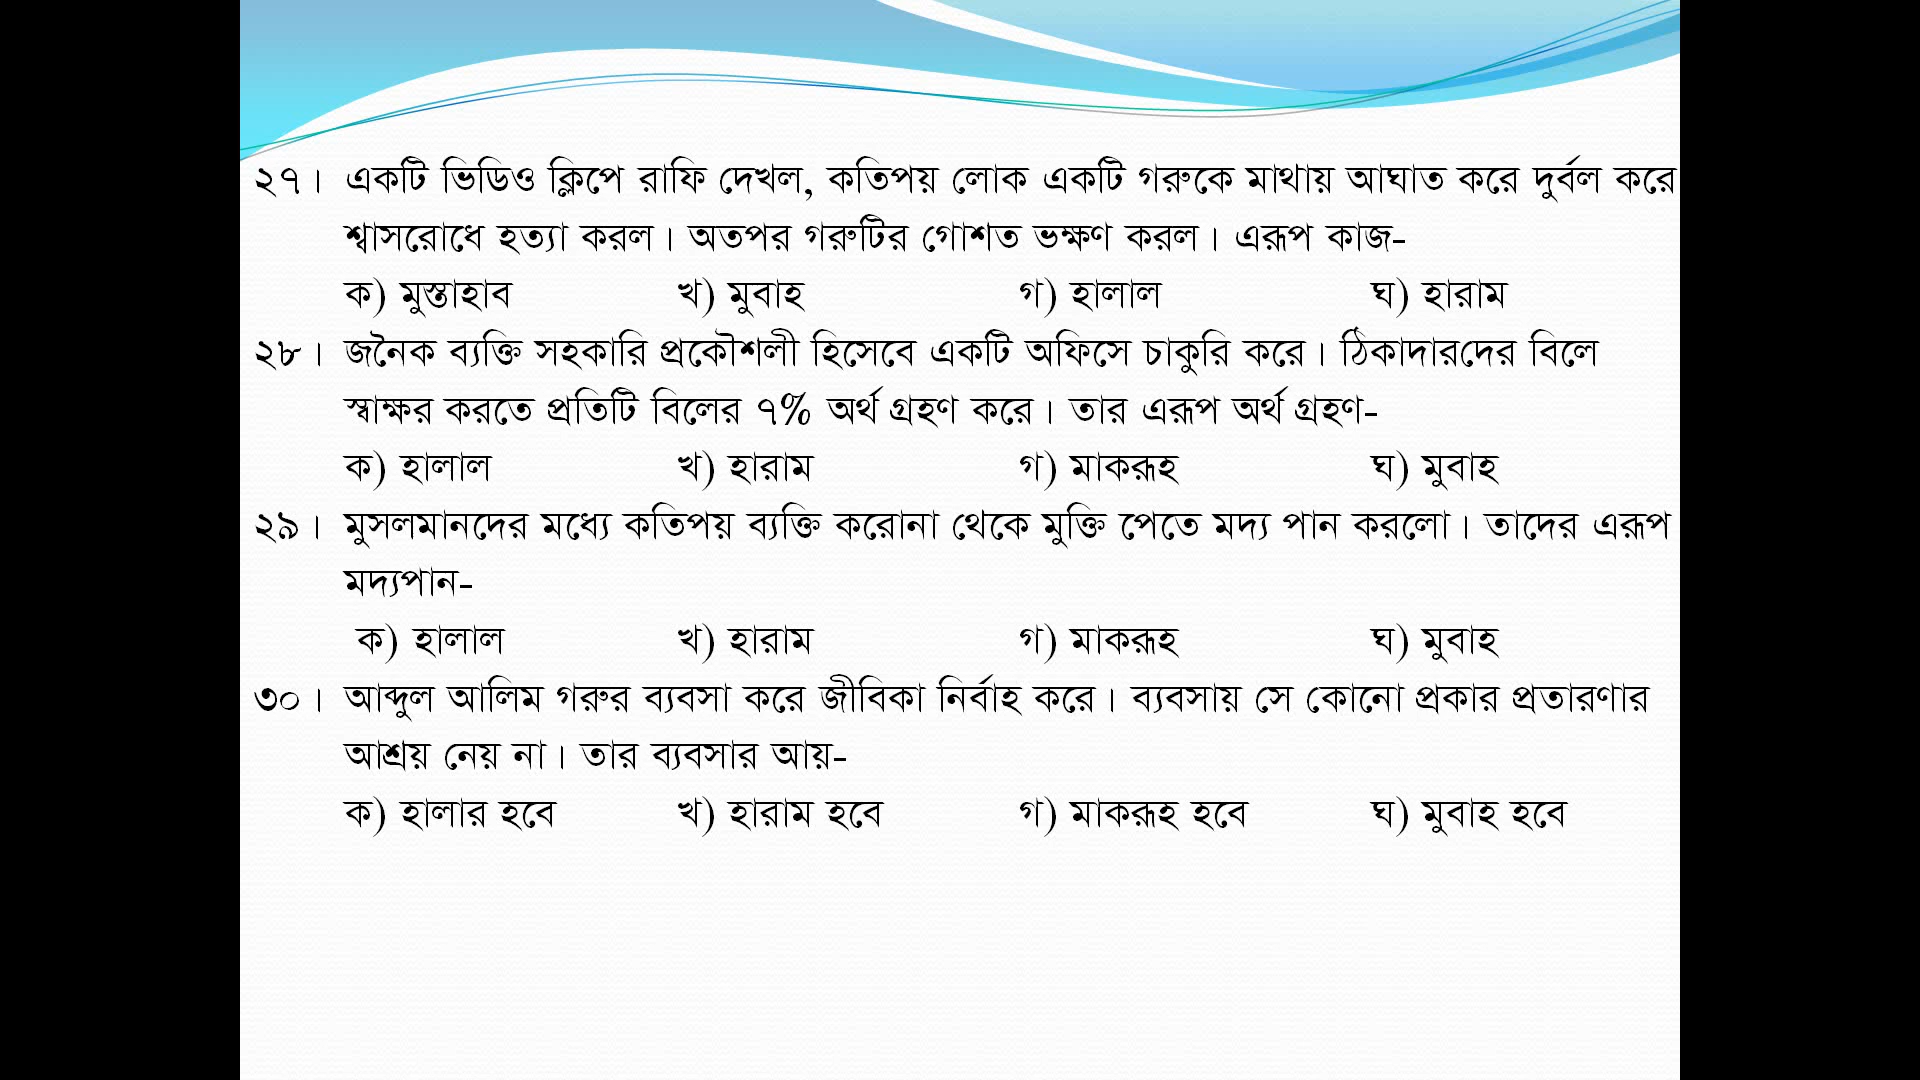 ২৭। একটি ভিডিও ক্লিপে রাফি দেখল, কতিপয় লোক একটি গরুকে মাথায় আঘাত করে দুর্বল করে
শ্বাসরোধে হত্যা করল। অতপর গরুটির গোশত ভক্ষণ করল। এরূপ কাজ-
ক) মুস্তাহাব খ) মুবাহ গ) হালাল ঘ) হারাম
২৮। জনৈক ব্যক্তি সহকারি প্রকৌশলী হিসেবে একটি অফিসে চাকুরি করে। ঠিকাদারদের বিলে
স্বাক্ষর করতে প্রতিটি বিলের ৭% অর্থ গ্রহণ করে। তার এরূপ অর্থ গ্রহণ-
ক) হালাল খ) হারাম গ) মাকরূহ ঘ) মুবাহ
২৯। মুসলমানদের মধ্যে কতিপয় ব্যক্তি করোনা থেকে মুক্তি পেতে মদ্য পান করলো। তাদের এরূপ
মদ্যপান-
ক) হালাল খ) হারাম গ) মাকরূহ ঘ) মুবাহ
৩০। আব্দুল আলিম গরুর ব্যবসা করে জীবিকা নির্বাহ করে। ব্যবসায় সে কোনো প্রকার প্রতারণার
আশ্রয় নেয় না। তার ব্যবসার আয়-
ক) হালার হবে খ) হারাম হবে গ) মাকরূহ হবে ঘ) মুবাহ হবে